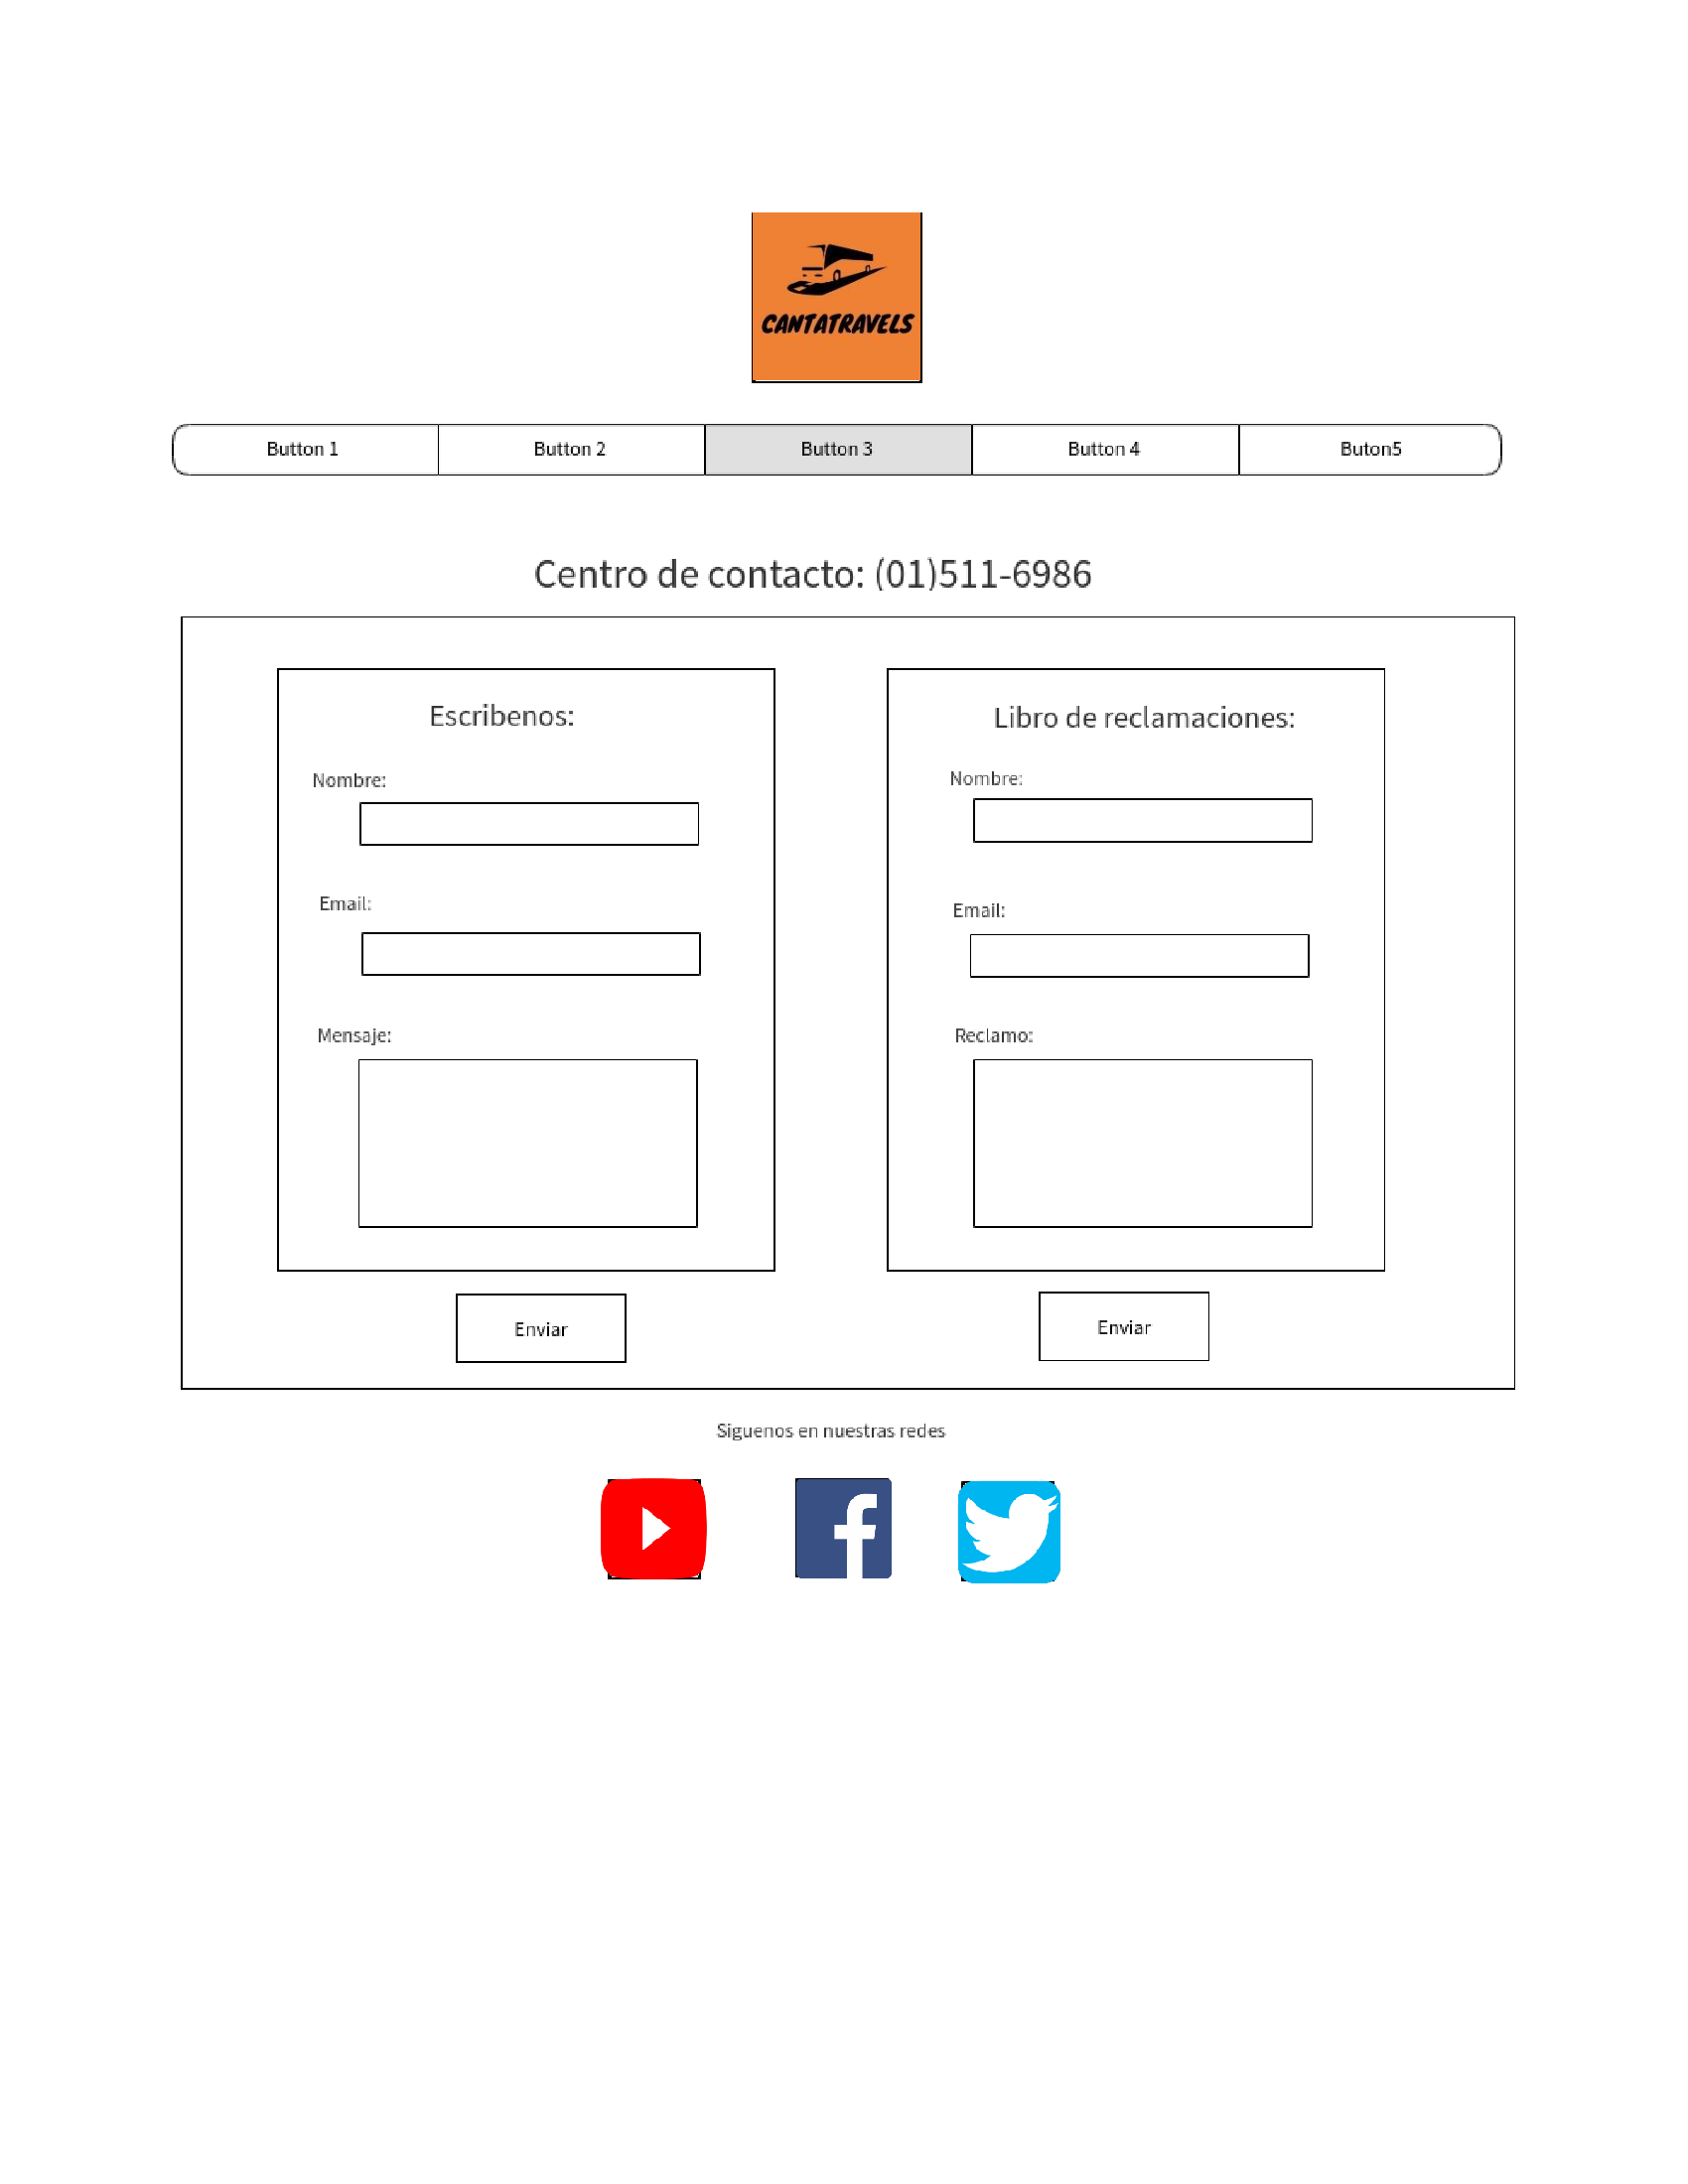 CANTATRAVELS
Button 1
Button 2
Button 3
Button 4
Buton5
Centro de contacto: (01)511-6986
Escribenos:
Nombre:
Email:
Mensaje:
Enviar
Libro de reclamaciones:
Nombre:
Email:
Reclamo:
Enviar
Siguenos en nuestras redes